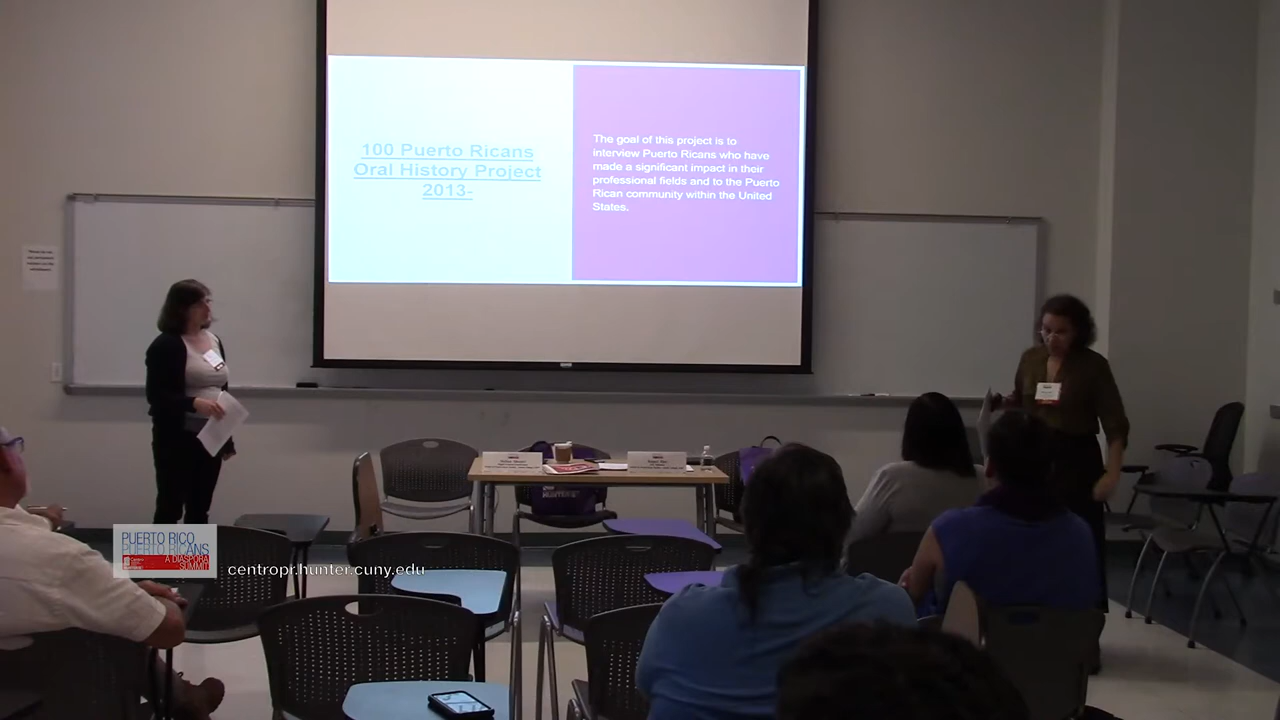 100 Puerto Ricans
Oral History Project
2013-
The goal of this project is to
interview Puerto Ricans who have
made a significant impact in their
professional fields and to the Puerto
Rican community within the United
States.
PUERTO RICO
PUERTO RICANS
A DIASPORA
SUMMIT
centropr.hunter.cuny.edu